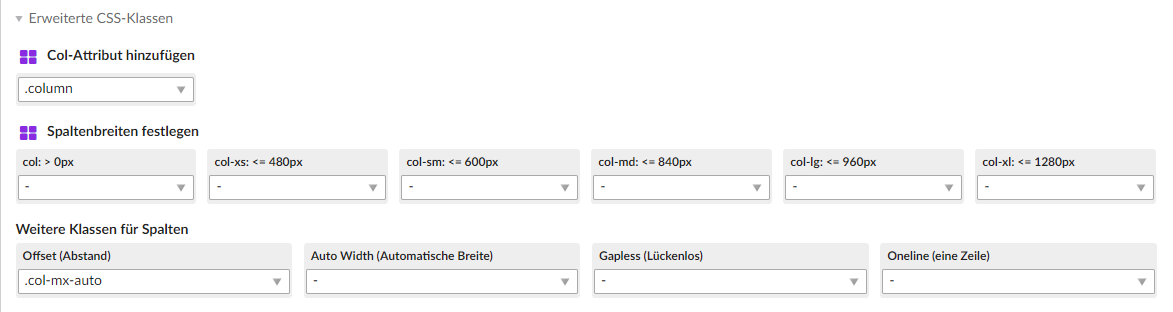 Erweiterte CSS-Klassen
Col-Attribut hinzufügen
.column
Spaltenbreiten festlegen
col: > 0px col-xs: <= 480px col-sm: <= 600px col-md: <= 840px col-lg: <= 960px col-xl: <= 1280px
- - - - - -
Weitere Klassen für Spalten
Offset (Abstand) Auto Width (Automatische Breite) Gapless (Lückenlos) Oneline (eine Zeile)
.col-mx-auto - - -